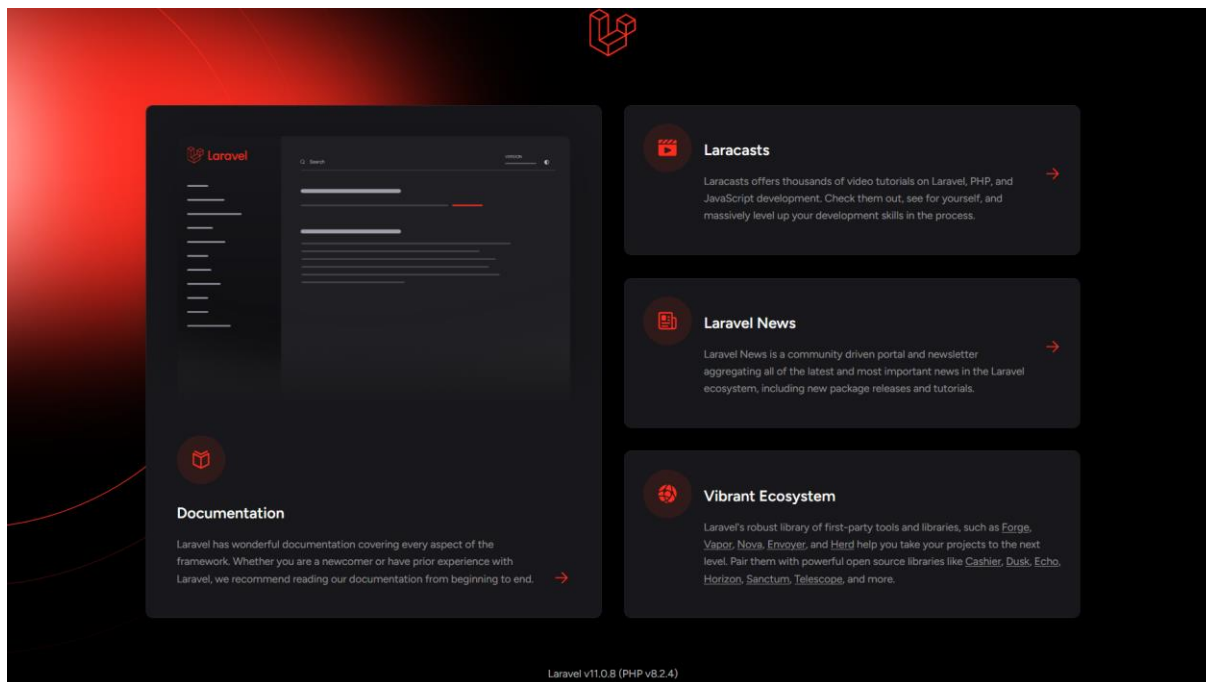 Laravel
Search
VERSION
Documentation
Laravel has wonderful documentation covering every aspect of the
framework. Whether you are a newcomer or have prior experience with
Laravel, we recommend reading our documentation from beginning to end.
Laracasts
Laracasts offers thousands of video tutorials on Laravel, PHP, and
JavaScript development. Check them out, see for yourself, and
massively level up your development skills in the process.
Laravel News
Laravel News is a community driven portal and newsletter
aggregating all of the latest and most important news in the Laravel
ecosystem, including new package releases and tutorials.
Vibrant Ecosystem
Laravel's robust library of first-party tools and libraries, such as Forge,
Vapor, Nova, Envoyer, and Herd help you take your projects to the next
level. Pair them with powerful open source libraries like Cashier, Dusk, Echo,
Horizon, Sanctum, Telescope, and more.
Laravel v11.0.8 (PHP v8.2.4)